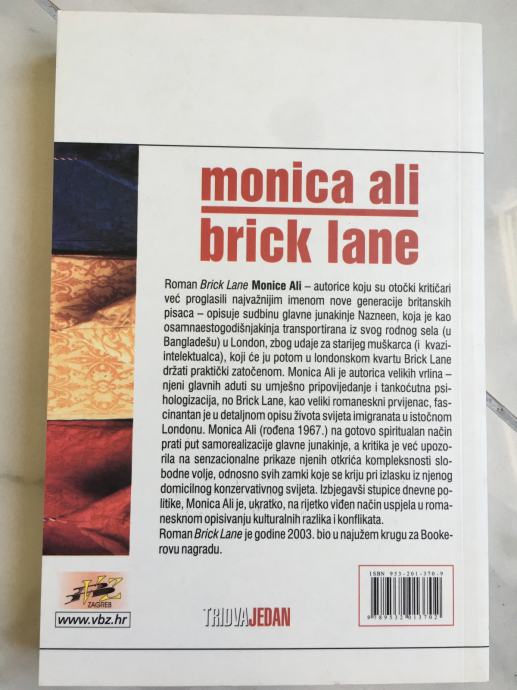 monica ali
brick lane
Roman Brick Lane Monice Ali – autorice koju su otočki kritičari
već proglasili najvažnijim imenom nove generacije britanskih
pisaca – opisuje sudbinu glavne junakinje Nazneen, koja je kao
osamnaestogodišnjakinja transportirana iz svog rodnog sela (u
Bangladešu) u London, zbog udaje za starijeg muškarca (i kvazi-
intelektualca), koji će ju potom u londonskom kvartu Brick Lane
držati praktički zatočenom. Monica Ali je autorica velikih vrlina –
njeni glavnih aduti su umješno pripovijedanje i tankoćutna psi-
hologizacija, no Brick Lane, kao veliki romaneskni prvijenac, fas-
cinantan je u detaljnom opisu života svijeta imigranata u istočnom
Londonu. Monica Ali (rođena 1967.) na gotovo spiritualan način
prati put samorealizacije glavne junakinje, a kritika je već upozo-
rila na senzacionalne prikaze njenih otkrića kompleksnosti slo-
bodne volje, odnosno svih zamki koje se kriju pri izlasku iz njenog
domicilnog konzervativnog svijeta. Izbjegavši stupice dnevne po-
litike, Monica Ali je, ukratko, na rijetko viđen način uspjela u roma-
nesknom opisivanju kulturalnih razlika i konflikata.
Roman Brick Lane je godine 2003. bio u najužem krugu za Booke-
rovu nagradu.
ISBN 953-201-370-9
9 789532 013702
VZ
ZAGREB
www.vbz.hr
TRIDVAJEDAN